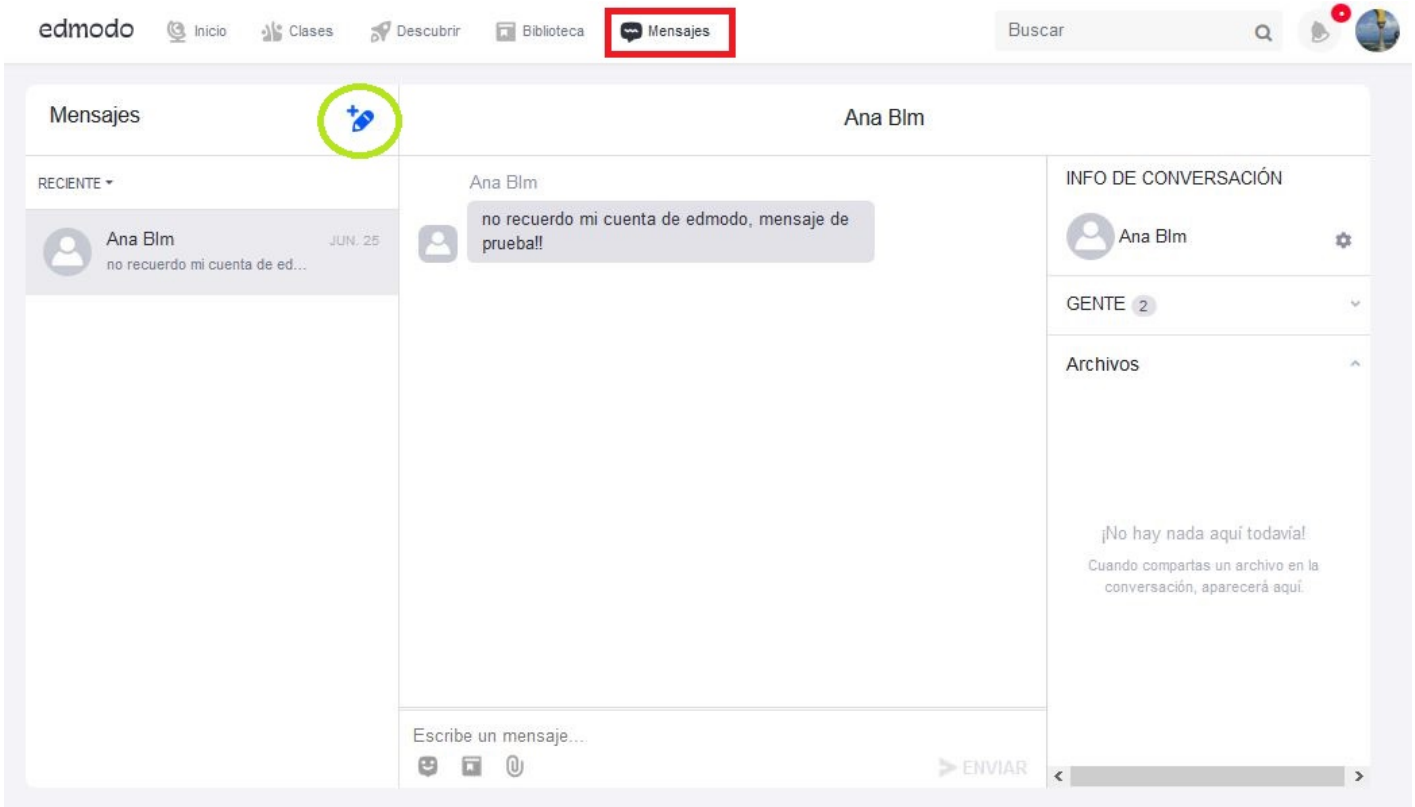 edmodo Inicio Clases Descubrir Biblioteca Mensajes Buscar
Mensajes
Ana Blm
RECIENTE
Ana Blm JUN. 25
no recuerdo mi cuenta de ed...
Ana Blm
no recuerdo mi cuenta de edmodo, mensaje de
prueba!!
INFO DE CONVERSACIÓN
Ana Blm
GENTE 2
Archivos
¡No hay nada aquí todavía!
Cuando compartas un archivo en la
conversación, aparecerá aquí.
Escribe un mensaje...
ENVIAR